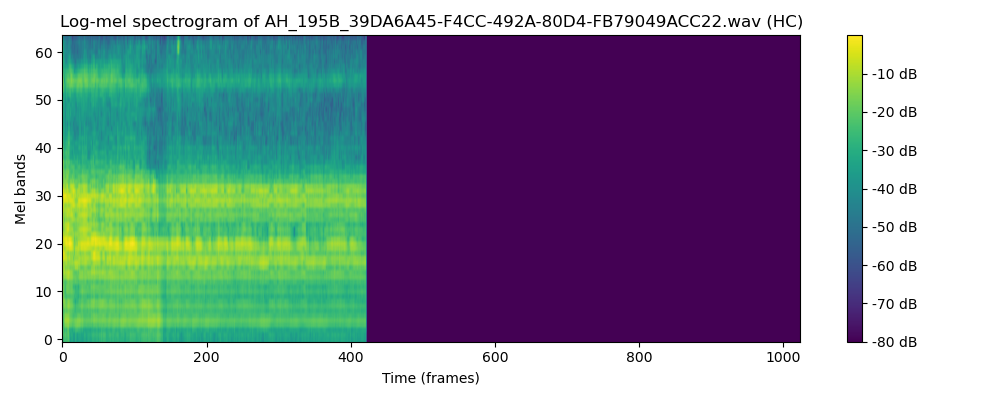 Log-mel spectrogram of AH_195B_39DA6A45-F4CC-492A-80D4-FB79049ACC22.wav (HC)
Mel bands
60
50
40
30
20
10
0
0 200 400 600 800 1000
Time (frames)
-10 dB
-20 dB
-30 dB
-40 dB
-50 dB
-60 dB
-70 dB
-80 dB